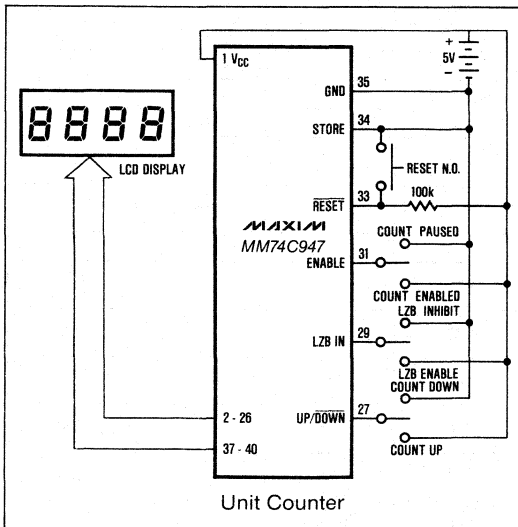 1 VCC
+
5V
−
35
GND
34
STORE
8888
LCD DISPLAY
RESET N.O.
33
100k
RESET
MAXIM
MM74C947
COUNT PAUSED
31
ENABLE
COUNT ENABLED
LZB INHIBIT
29
LZB IN
LZB ENABLE
COUNT DOWN
2 - 26
27
UP/DOWN
37 - 40
COUNT UP
Unit Counter